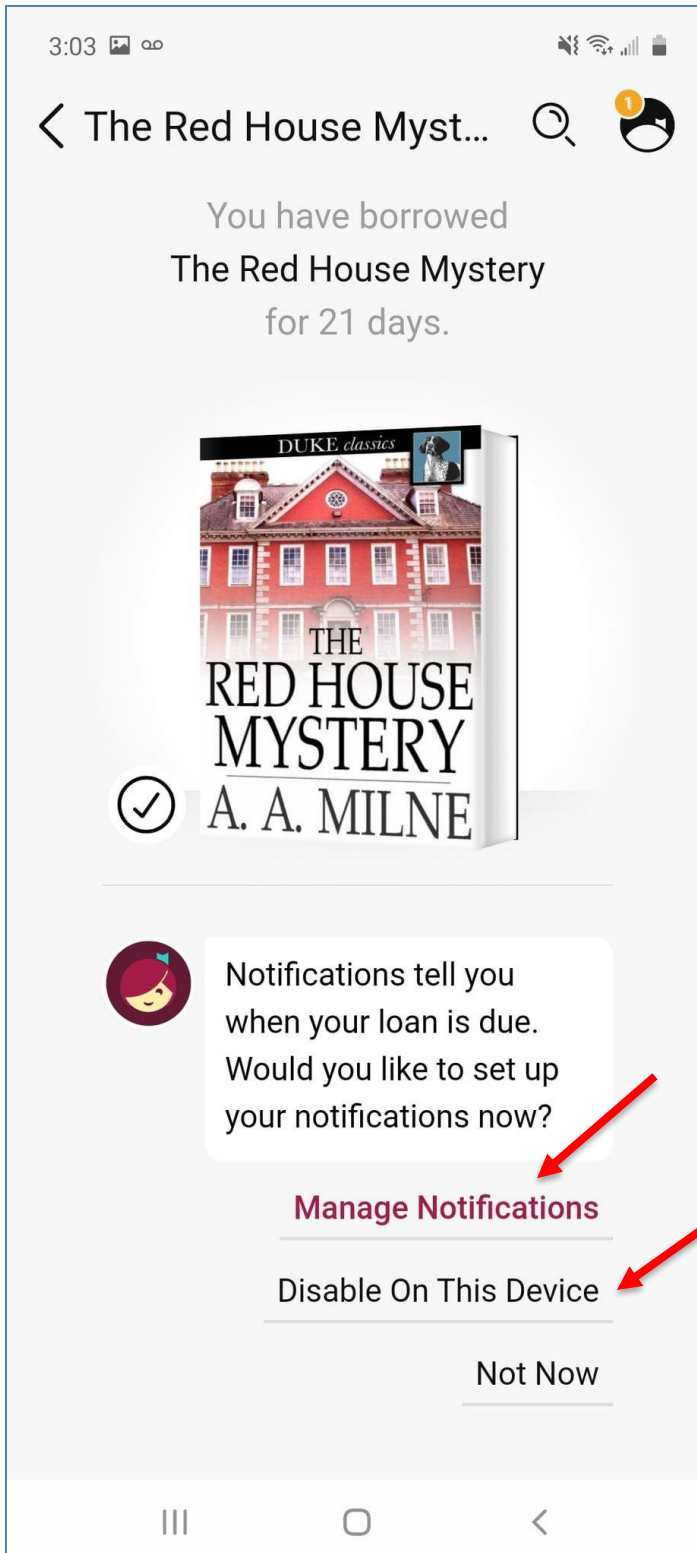 3:03
The Red House Myst...
1
You have borrowed
The Red House Mystery
for 21 days.
DUKE classics
THE
RED HOUSE
MYSTERY
A. A. MILNE
Notifications tell you
when your loan is due.
Would you like to set up
your notifications now?
Manage Notifications
Disable On This Device
Not Now